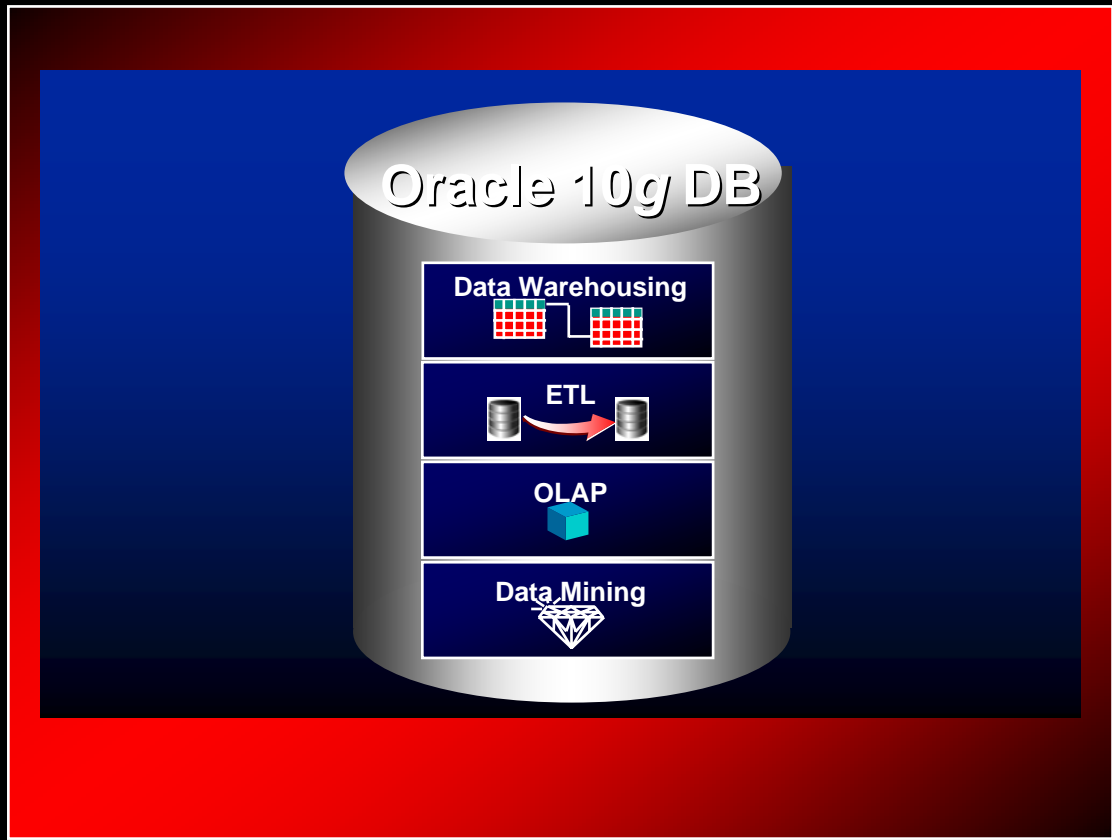 Oracle 10g DB
Data Warehousing
ETL
OLAP
Data Mining